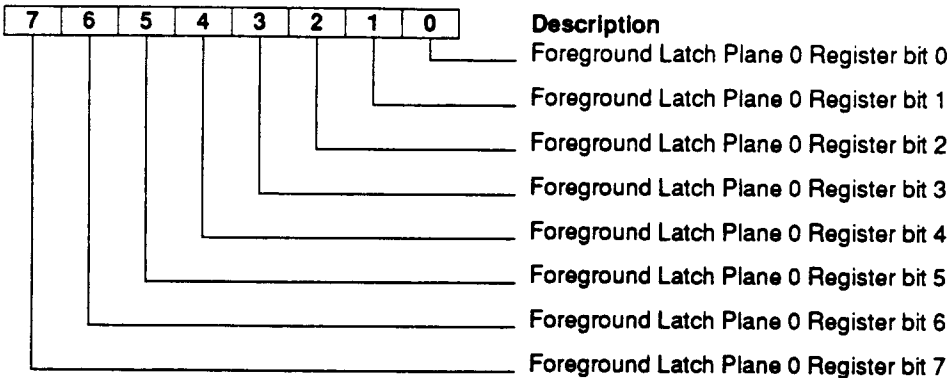 7 6 5 4 3 2 1 0 Description
Foreground Latch Plane 0 Register bit 0
Foreground Latch Plane 0 Register bit 1
Foreground Latch Plane 0 Register bit 2
Foreground Latch Plane 0 Register bit 3
Foreground Latch Plane 0 Register bit 4
Foreground Latch Plane 0 Register bit 5
Foreground Latch Plane 0 Register bit 6
Foreground Latch Plane 0 Register bit 7